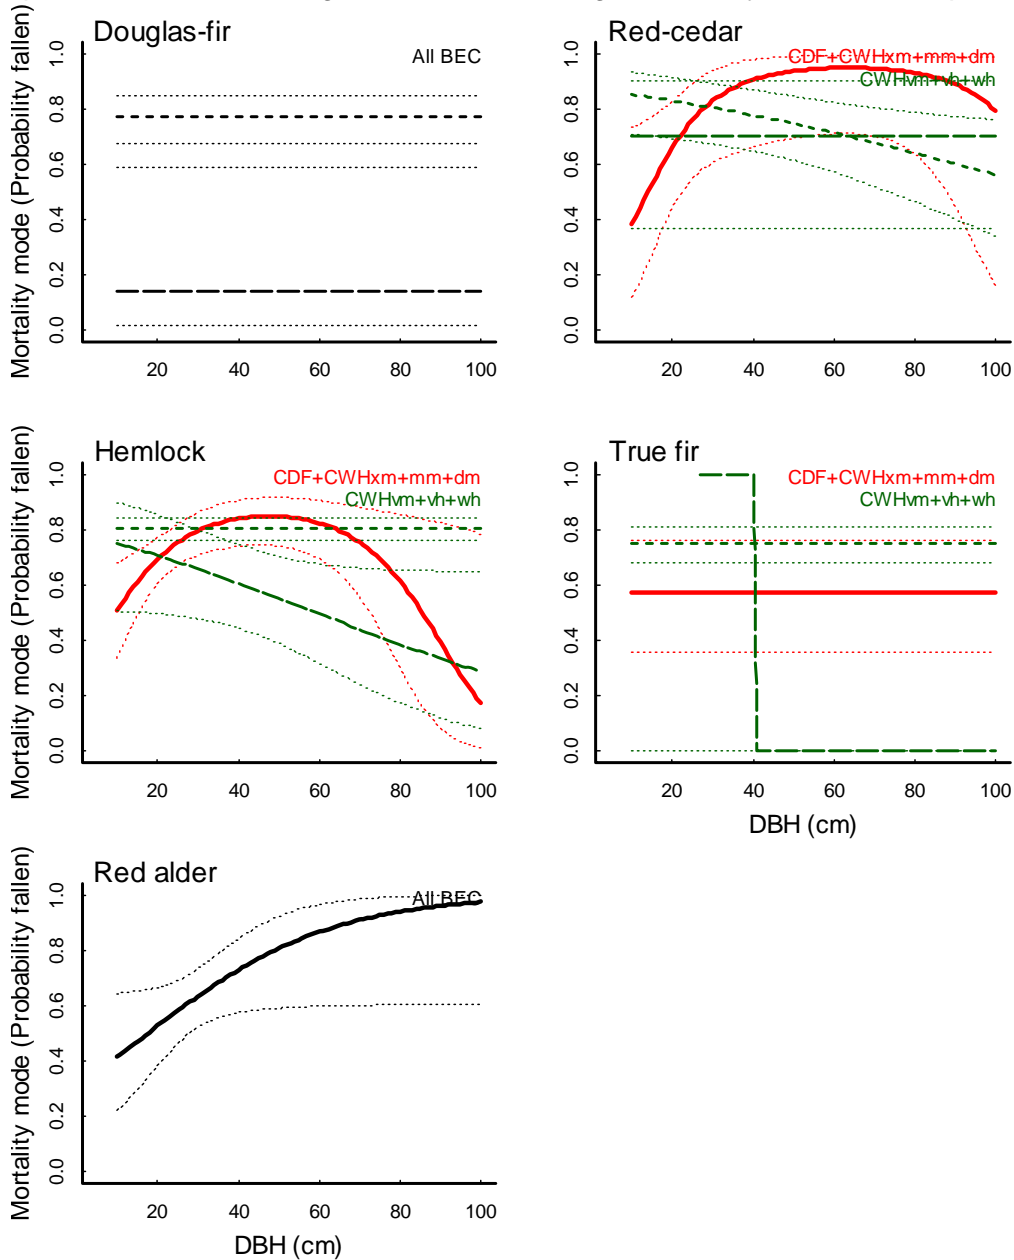 Douglas-fir
All BEC
Mortality mode (Probability fallen)
0.0 0.2 0.4 0.6 0.8 1.0
20 40 60 80 100
Red-cedar
CDF+CWHxm+mm+dm
CWHvm+vh+wh
0.0 0.2 0.4 0.6 0.8 1.0
20 40 60 80 100
Hemlock
CDF+CWHxm+mm+dm
CWHvm+vh+wh
Mortality mode (Probability fallen)
0.0 0.2 0.4 0.6 0.8 1.0
20 40 60 80 100
True fir
CDF+CWHxm+mm+dm
CWHvm+vh+wh
0.0 0.2 0.4 0.6 0.8 1.0
20 40 60 80 100
DBH (cm)
Red alder
All BEC
Mortality mode (Probability fallen)
0.0 0.2 0.4 0.6 0.8 1.0
20 40 60 80 100
DBH (cm)